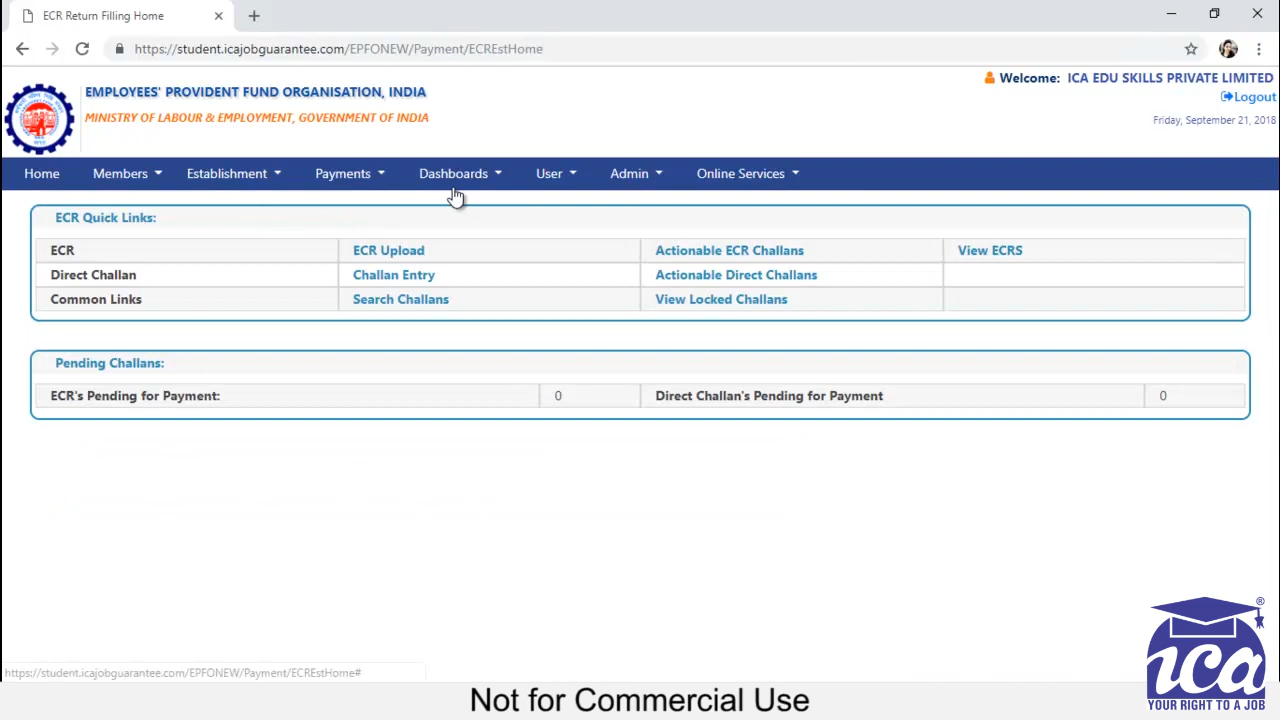 ECR Return Filling Home
https://student.icajobguarantee.com/EPFONEW/Payment/ECREstHome
EMPLOYEES' PROVIDENT FUND ORGANISATION, INDIA
MINISTRY OF LABOUR & EMPLOYMENT, GOVERNMENT OF INDIA
Welcome: ICA EDU SKILLS PRIVATE LIMITED
Logout
Friday, September 21, 2018
Home Members Establishment Payments Dashboards User Admin Online Services
ECR Quick Links:
ECR ECR Upload Actionable ECR Challans View ECRS
Direct Challan Challan Entry Actionable Direct Challans
Common Links Search Challans View Locked Challans
Pending Challans:
ECR's Pending for Payment: 0 Direct Challan's Pending for Payment 0
https://student.icajobguarantee.com/EPFONEW/Payment/ECREstHome#
Not for Commercial Use
ica®
YOUR RIGHT TO A JOB